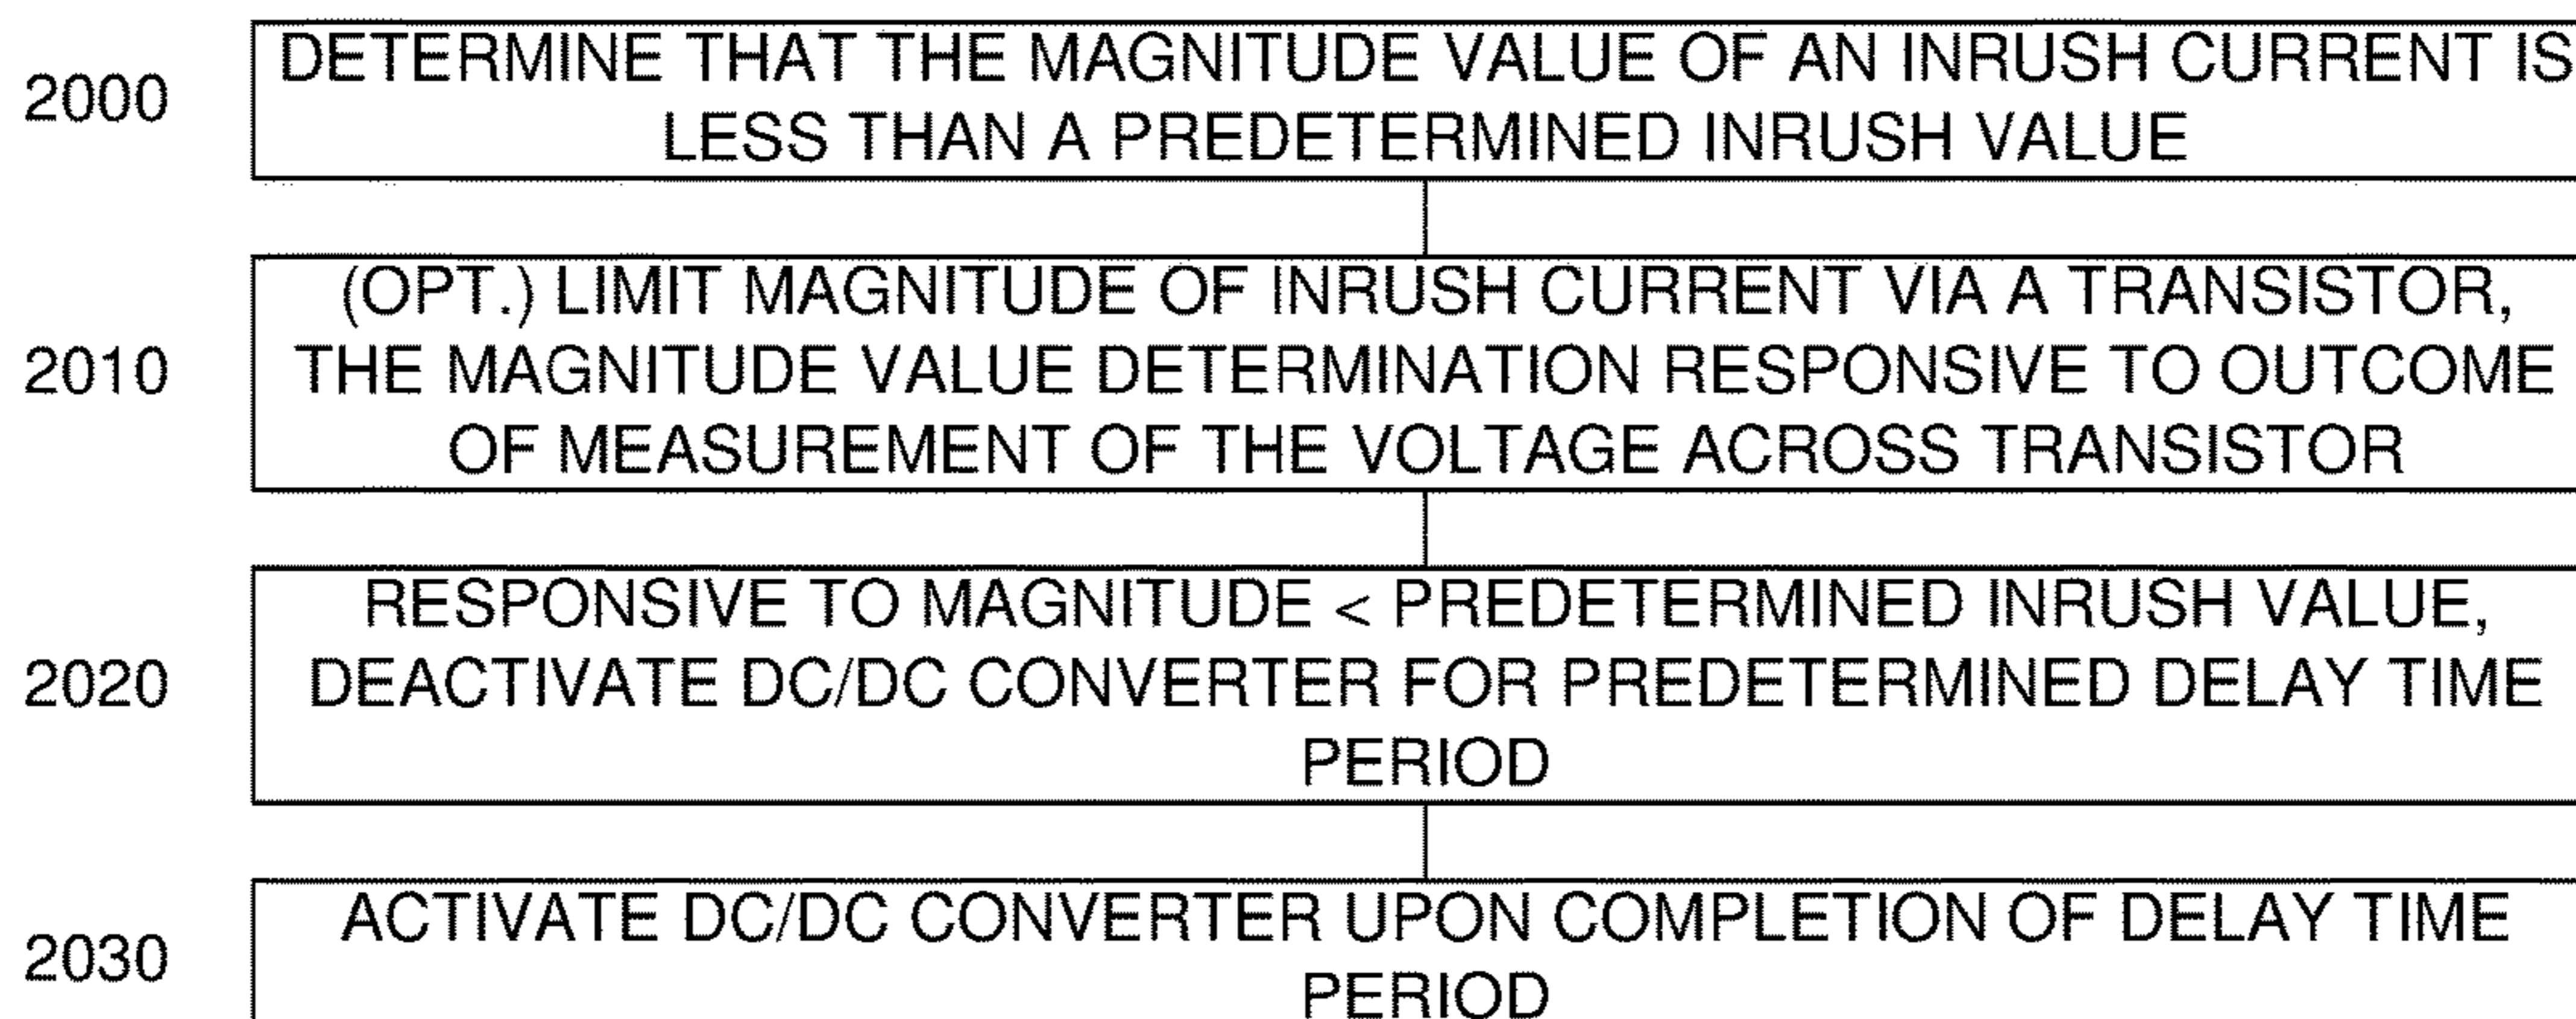 2000
DETERMINE THAT THE MAGNITUDE VALUE OF AN INRUSH CURRENT IS
LESS THAN A PREDETERMINED INRUSH VALUE
2010
(OPT.) LIMIT MAGNITUDE OF INRUSH CURRENT VIA A TRANSISTOR,
THE MAGNITUDE VALUE DETERMINATION RESPONSIVE TO OUTCOME
OF MEASUREMENT OF THE VOLTAGE ACROSS TRANSISTOR
2020
RESPONSIVE TO MAGNITUDE < PREDETERMINED INRUSH VALUE,
DEACTIVATE DC/DC CONVERTER FOR PREDETERMINED DELAY TIME
PERIOD
2030
ACTIVATE DC/DC CONVERTER UPON COMPLETION OF DELAY TIME
PERIOD